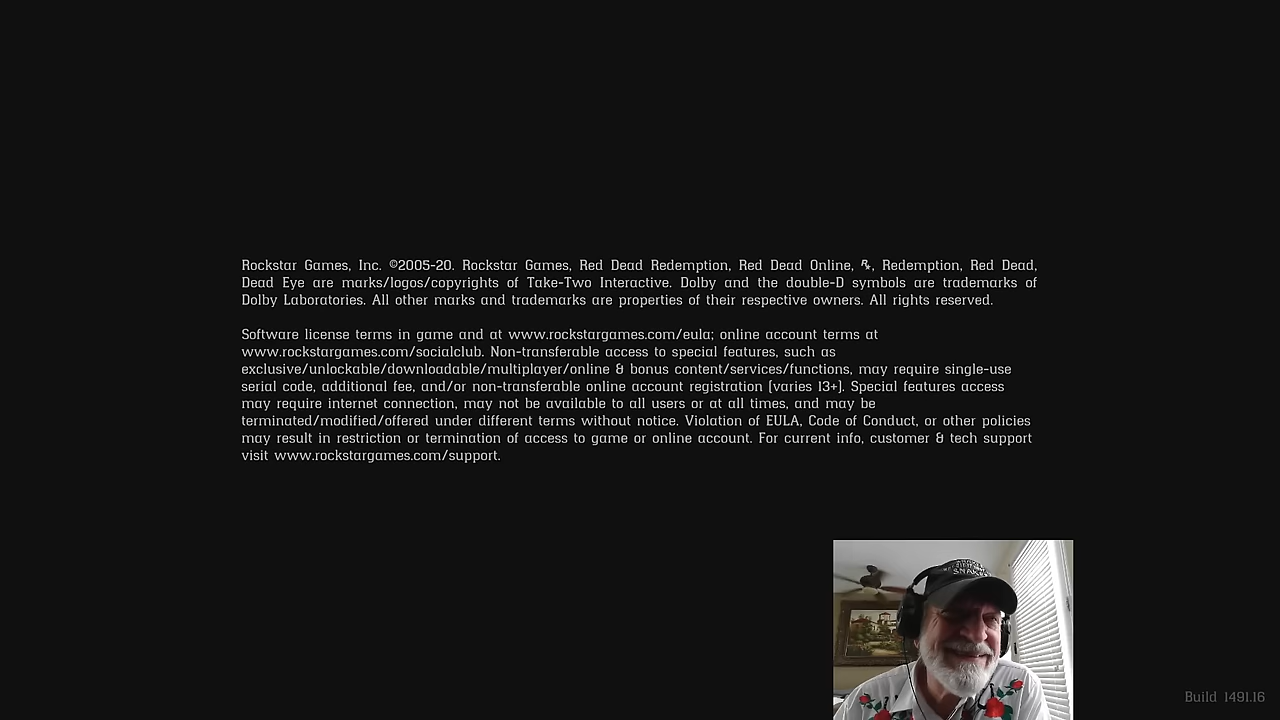 Rockstar Games, Inc. ©2005-20. Rockstar Games, Red Dead Redemption, Red Dead Online, R*, Redemption, Red Dead,
Dead Eye are marks/logos/copyrights of Take-Two Interactive. Dolby and the double-D symbols are trademarks of
Dolby Laboratories. All other marks and trademarks are properties of their respective owners. All rights reserved.
Software license terms in game and at www.rockstargames.com/eula; online account terms at
www.rockstargames.com/socialclub. Non-transferable access to special features, such as
exclusive/unlockable/downloadable/multiplayer/online & bonus content/services/functions, may require single-use
serial code, additional fee, and/or non-transferable online account registration (varies 13+). Special features access
may require internet connection, may not be available to all users or at all times, and may be
terminated/modified/offered under different terms without notice. Violation of EULA, Code of Conduct, or other policies
may result in restriction or termination of access to game or online account. For current info, customer & tech support
visit www.rockstargames.com/support.
Build 1491.16